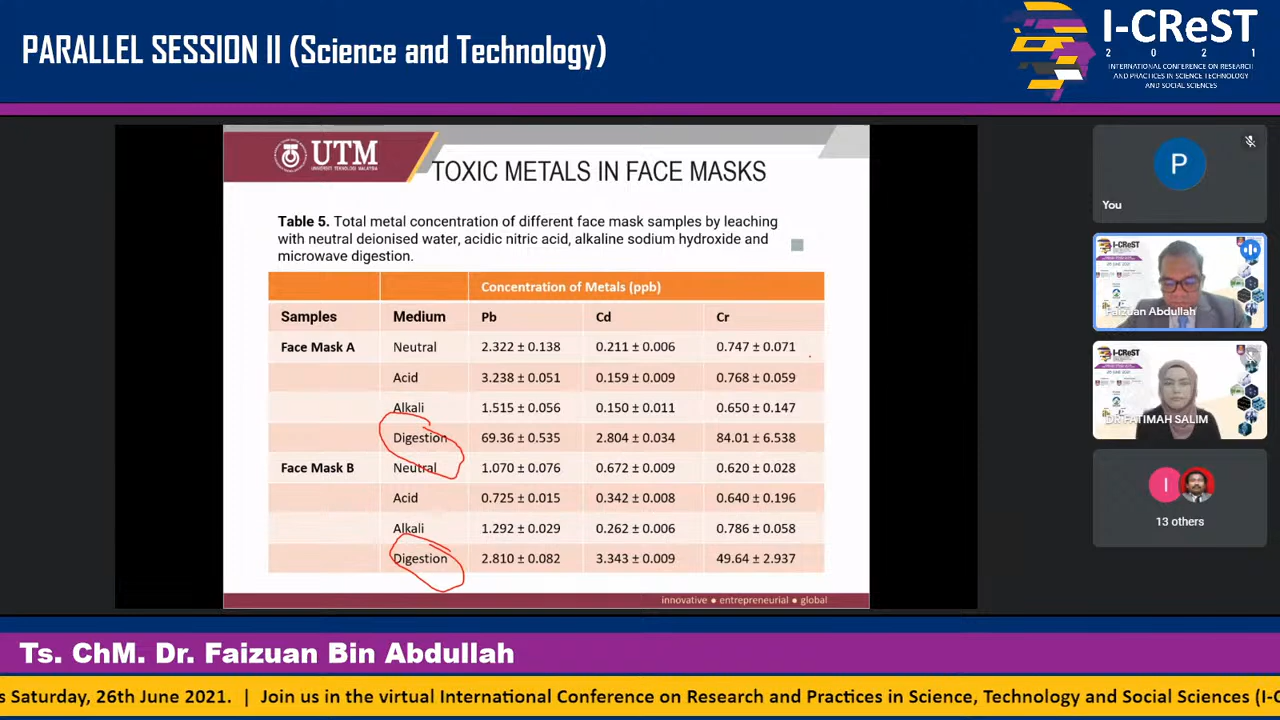 PARALLEL SESSION II (Science and Technology)
I-CReST
2 0 2 1
INTERNATIONAL CONFERENCE ON RESEARCH
AND PRACTICES IN SCIENCE TECHNOLOGY
AND SOCIAL SCIENCES
UTM
UNIVERSITI TEKNOLOGI MALAYSIA
TOXIC METALS IN FACE MASKS
Table 5. Total metal concentration of different face mask samples by leaching
with neutral deionised water, acidic nitric acid, alkaline sodium hydroxide and
microwave digestion.
Concentration of Metals (ppb)
Samples Medium Pb Cd Cr
Face Mask A Neutral 2.322 ± 0.138 0.211 ± 0.006 0.747 ± 0.071
Acid 3.238 ± 0.051 0.159 ± 0.009 0.768 ± 0.059
Alkali 1.515 ± 0.056 0.150 ± 0.011 0.650 ± 0.147
Digestion 69.36 ± 0.535 2.804 ± 0.034 84.01 ± 6.538
Face Mask B Neutral 1.070 ± 0.076 0.672 ± 0.009 0.620 ± 0.028
Acid 0.725 ± 0.015 0.342 ± 0.008 0.640 ± 0.196
Alkali 1.292 ± 0.029 0.262 ± 0.006 0.786 ± 0.058
Digestion 2.810 ± 0.082 3.343 ± 0.009 49.64 ± 2.937
innovative ● entrepreneurial ● global
P
You
I-CReST
Faizuan Abdullah
I-CReST
DR FATIMAH SALIM
I
13 others
Ts. ChM. Dr. Faizuan Bin Abdullah
s Saturday, 26th June 2021. | Join us in the virtual International Conference on Research and Practices in Science, Technology and Social Sciences (I-C